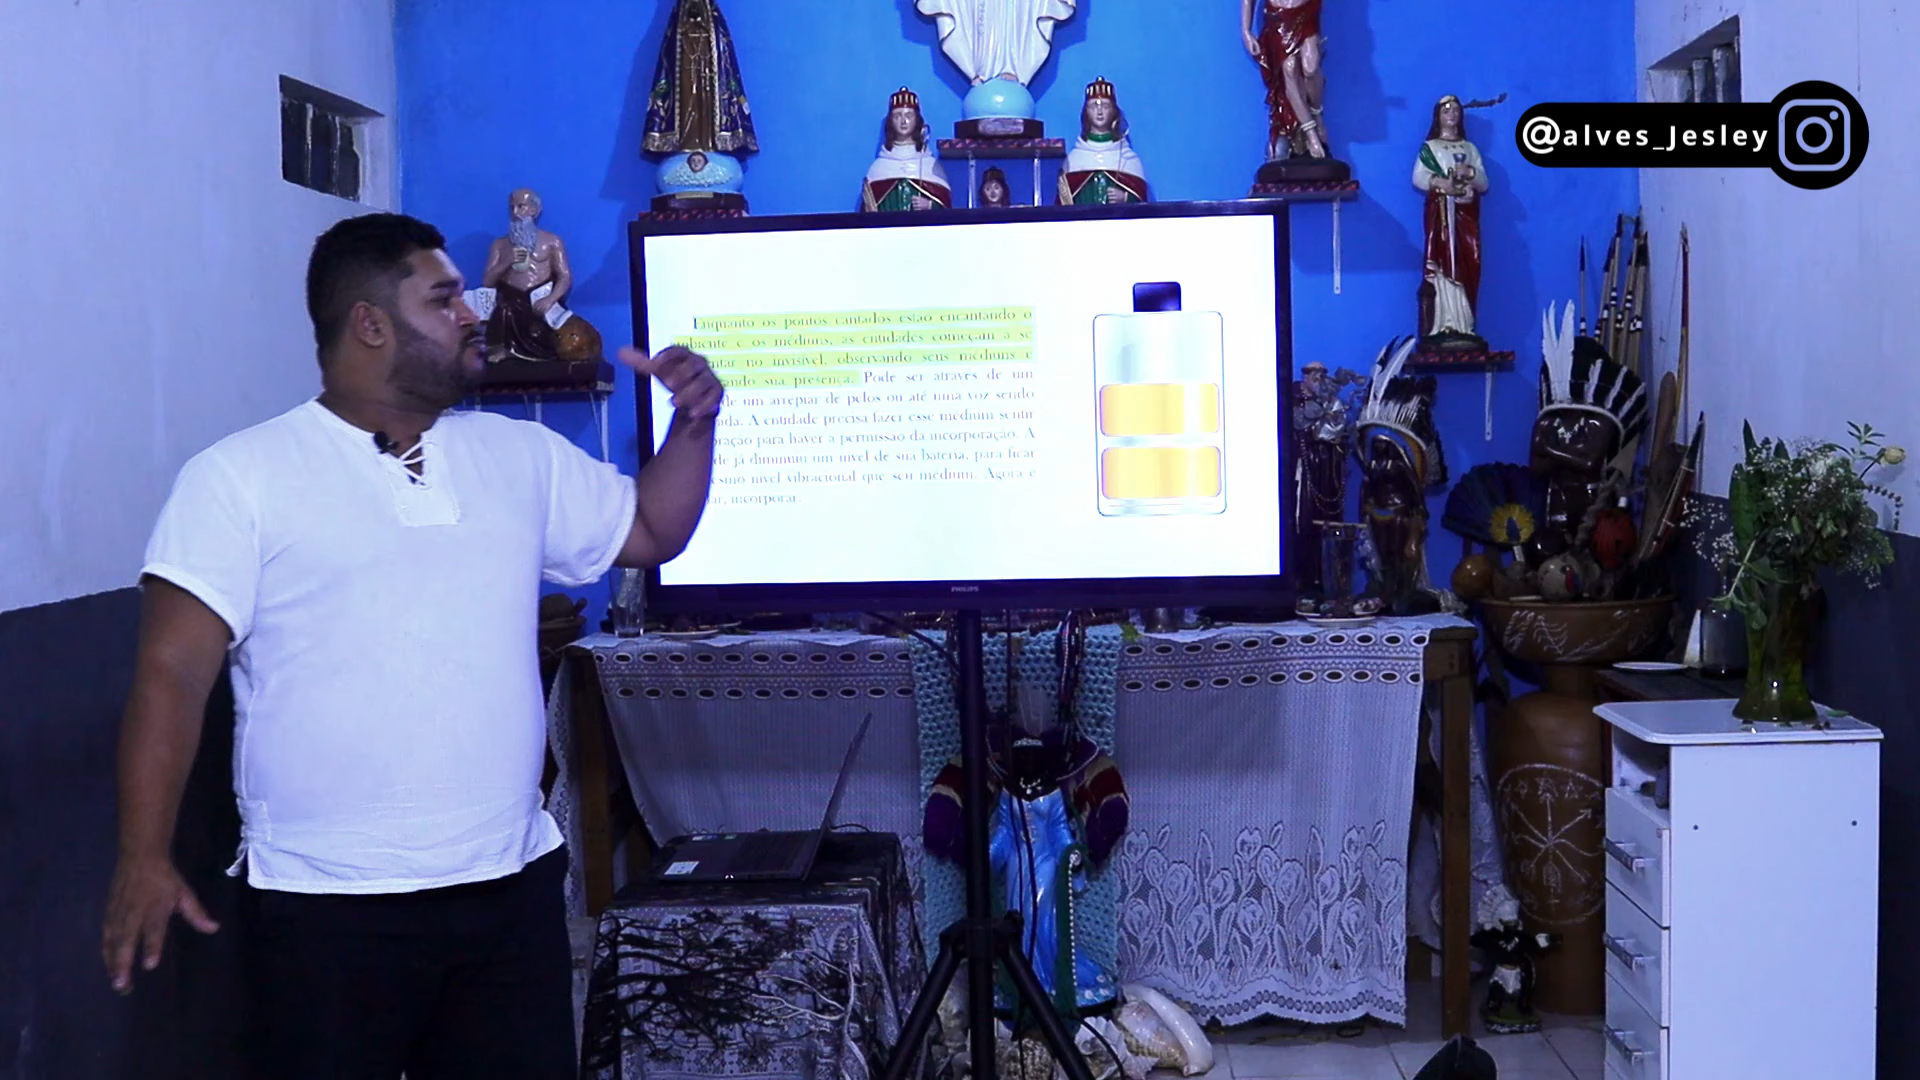 @alves_Jesley
Enquanto os pontos cantados estão encantando o
ambiente e os médiuns, as entidades começam a se
no invisível, observando seus médiuns e
sua presença. Pode ser através de um
um arrepiar de pelos ou até uma voz sendo
A entidade precisa fazer esse médium sentir
para haver a permissão da incorporação. A
já diminuiu um nível de sua bateria, para ficar
nível vibracional que seu médium. Agora é
incorporar.
PHILIPS